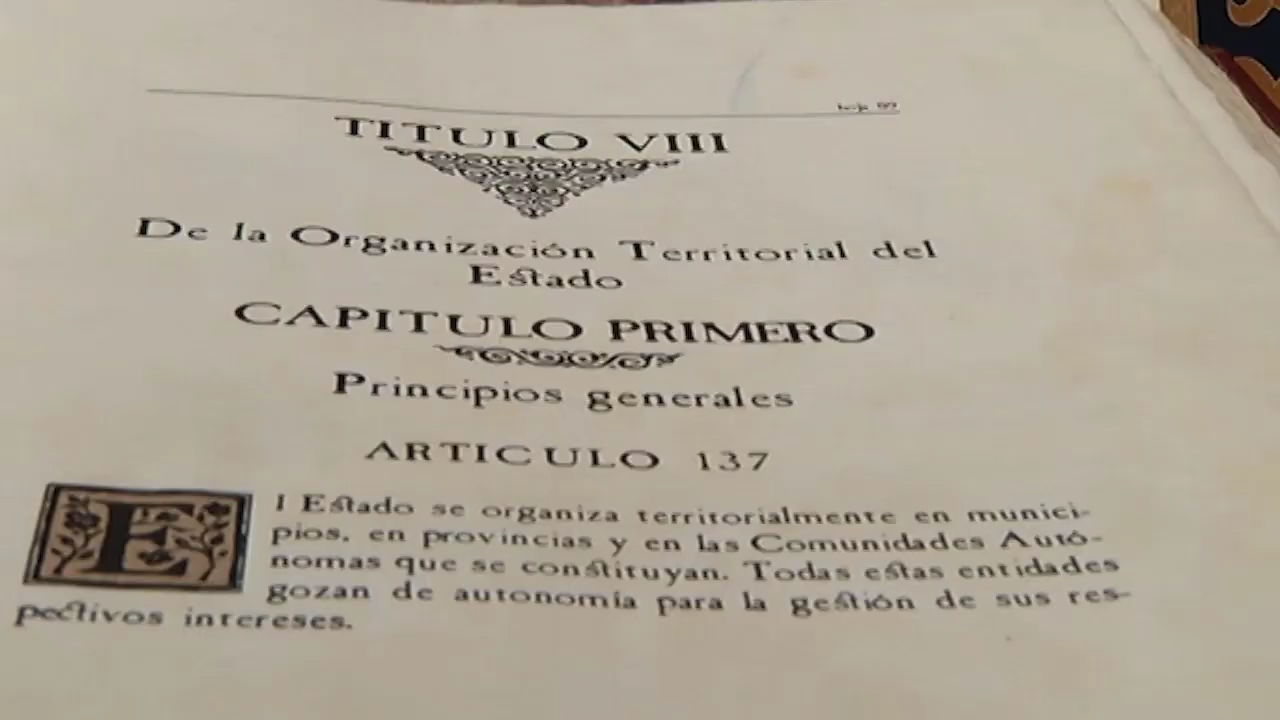 TITULO VIII
De la Organización Territorial del
Estado
CAPITULO PRIMERO
Principios generales
ARTICULO 137
El Estado se organiza territorialmente en munici-
pios, en provincias y en las Comunidades Autó-
nomas que se constituyan. Todas estas entidades
gozan de autonomía para la gestión de sus res-
pectivos intereses.